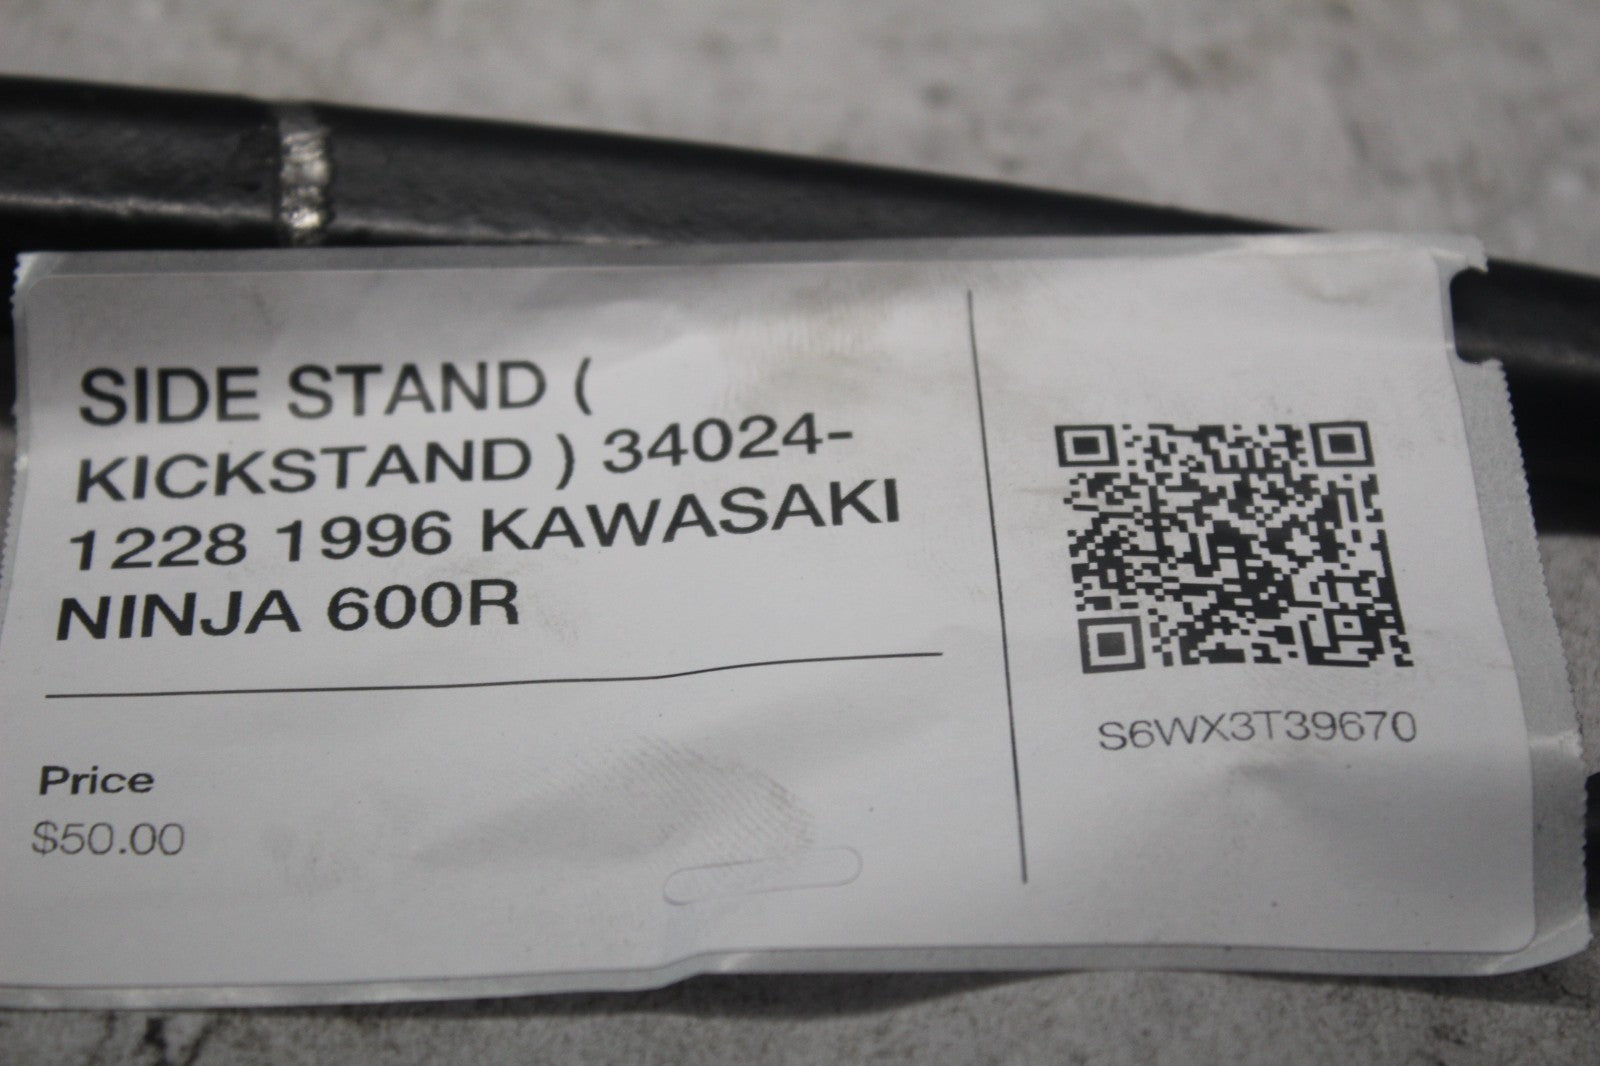 SIDE STAND (
KICKSTAND ) 34024-
1228 1996 KAWASAKI
NINJA 600R
Price
$50.00
S6WX3T39670